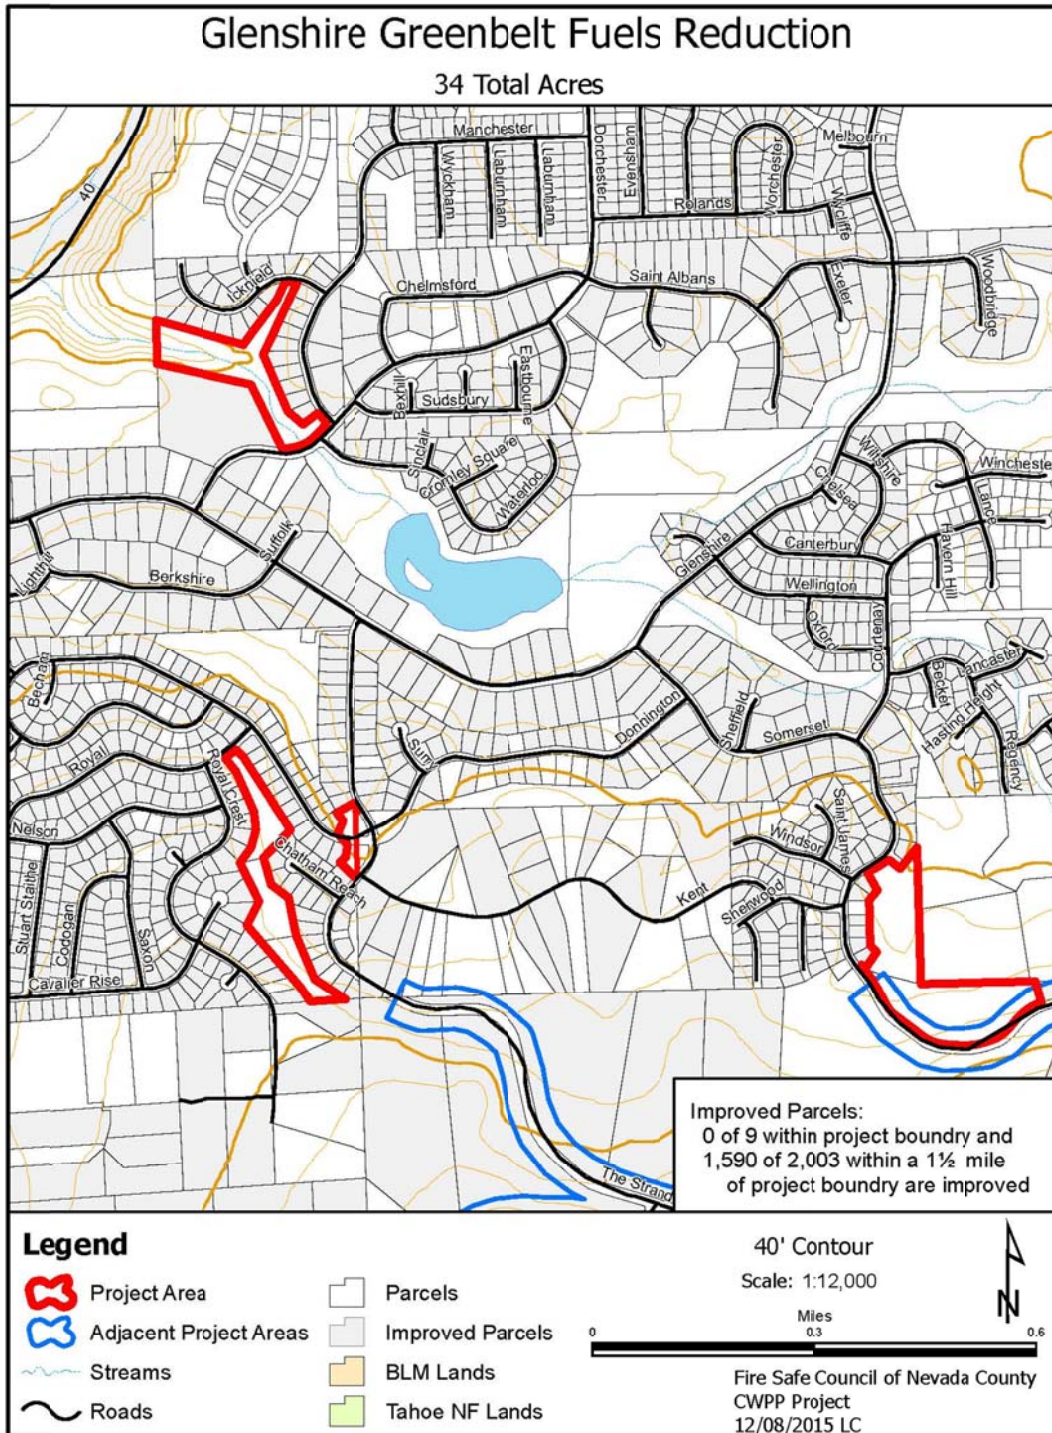 Glenshire Greenbelt Fuels Reduction
34 Total Acres
Manchester
Melbourn
Dorchester
Evensham
Wyckham
Laburnham
Laburnham
Worchester
Wycliffe
Rolands
40
Icknield
Chelmsford
Saint Albans
Exeter
Woodbridge
Eastbourne
Bexhill
Sudsbury
Sinclair
Cromley Square
Waterloo
Wilshire
Winchester
Chelsea
Lance
Suffolk
Canterbury
Havern Hill
Glenshire
Lighthill
Berkshire
Wellington
Oxford
Courtenay
Lancaster
Becket
Becham
Hasting Height
Donnington
Sheffield
Somerset
Regency
Royal
Royal Crest
Nelson
Saint James
Windsor
Chatham Reach
Kent
Sherwood
Stuart Staithe
Codogan
Saxon
Cavalier Rise
The Strand
Improved Parcels:
0 of 9 within project boundry and
1,590 of 2,003 within a 1½ mile
of project boundry are improved
Legend
Project Area
Adjacent Project Areas
Streams
Roads
Parcels
Improved Parcels
BLM Lands
Tahoe NF Lands
40' Contour
Scale: 1:12,000
N
Miles
0 0.3 0.6
Fire Safe Council of Nevada County
CWPP Project
12/08/2015 LC